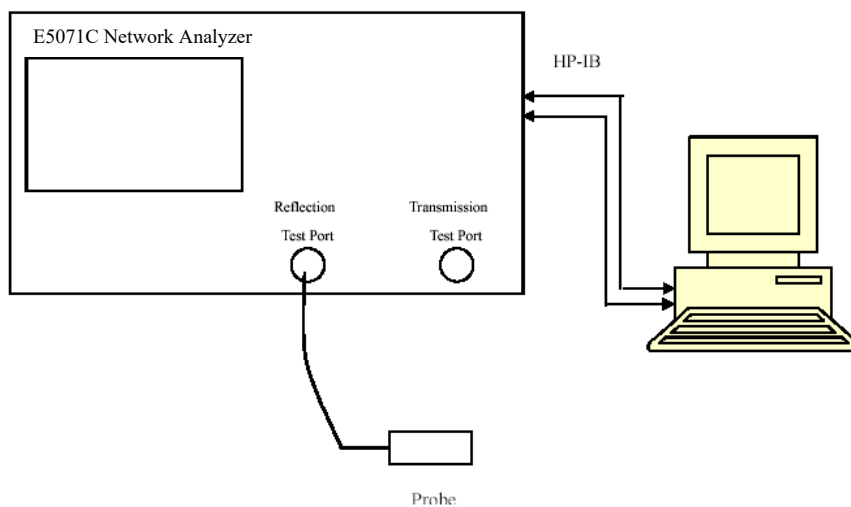 E5071C Network Analyzer
HP-IB
Reflection
Test Port
Transmission
Test Port
Probe